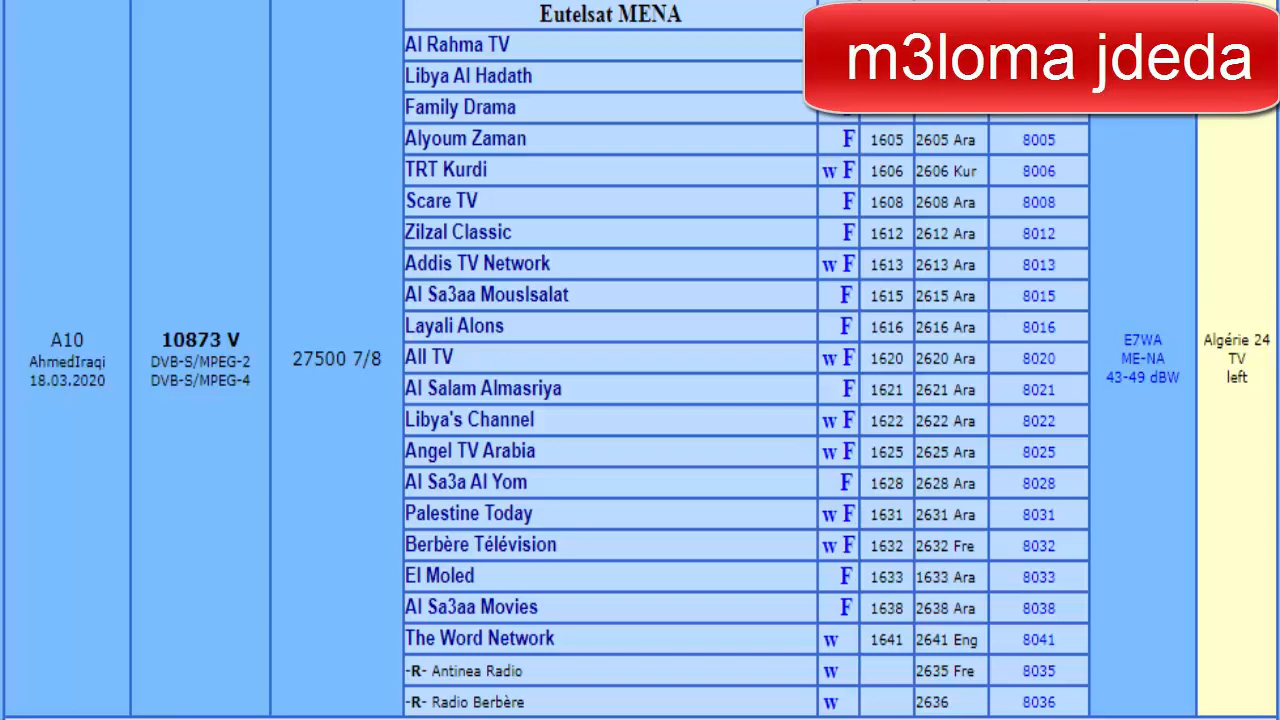 Eutelsat MENA
m3loma jdeda
Al Rahma TV
Libya Al Hadath
Family Drama
Alyoum Zaman F 1605 2605 Ara 8005
TRT Kurdi w F 1606 2606 Kur 8006
Scare TV F 1608 2608 Ara 8008
Zilzal Classic F 1612 2612 Ara 8012
Addis TV Network w F 1613 2613 Ara 8013
Al Sa3aa Mouslsalat F 1615 2615 Ara 8015
Layali Alons F 1616 2616 Ara 8016
All TV w F 1620 2620 Ara 8020
Al Salam Almasriya F 1621 2621 Ara 8021
Libya's Channel w F 1622 2622 Ara 8022
Angel TV Arabia w F 1625 2625 Ara 8025
Al Sa3a Al Yom F 1628 2628 Ara 8028
Palestine Today w F 1631 2631 Ara 8031
Berbère Télévision w F 1632 2632 Fre 8032
El Moled F 1633 1633 Ara 8033
Al Sa3aa Movies F 1638 2638 Ara 8038
The Word Network w 1641 2641 Eng 8041
-R- Antinea Radio w 2635 Fre 8035
-R- Radio Berbère w 2636 8036
A10
AhmedIraqi
18.03.2020
10873 V
DVB-S/MPEG-2
DVB-S/MPEG-4
27500 7/8
E7WA
ME-NA
43-49 dBW
Algérie 24
TV
left